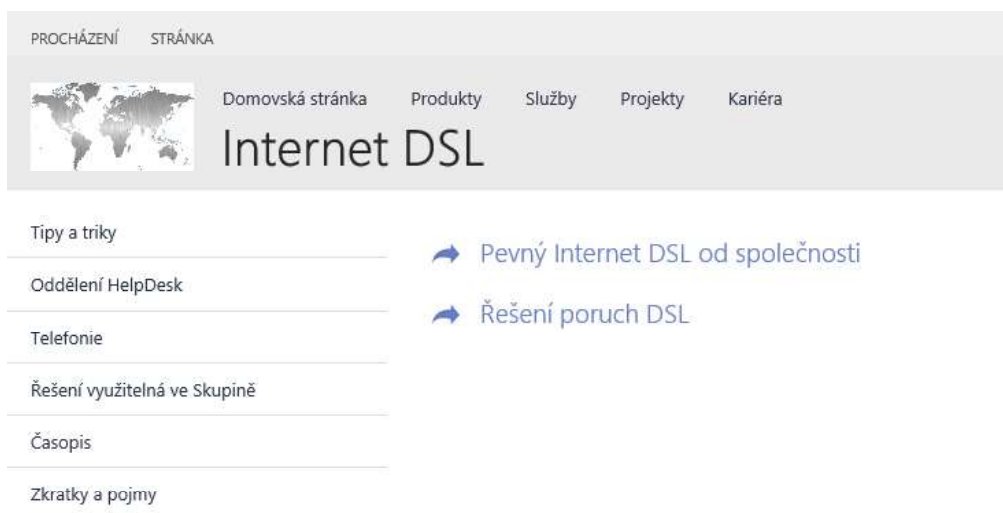 PROCHÁZENÍ STRÁNKA
Domovská stránka Produkty Služby Projekty Kariéra
Internet DSL
Tipy a triky
Oddělení HelpDesk
Telefonie
Řešení využitelná ve Skupině
Časopis
Zkratky a pojmy
Pevný Internet DSL od společnosti
Řešení poruch DSL